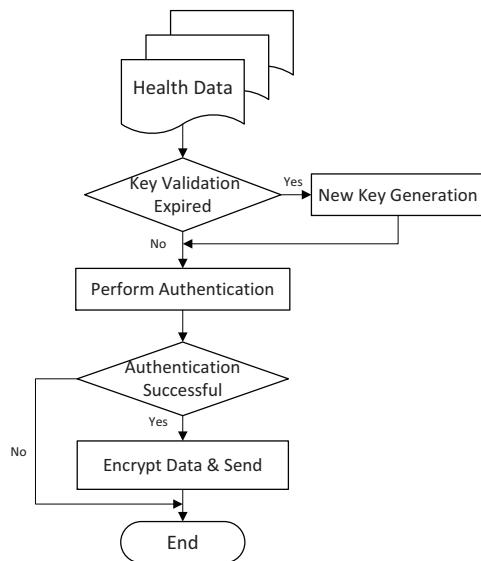 Health Data
Key Validation
Expired
Yes
New Key Generation
No
Perform Authentication
Authentication
Successful
Yes
No
Encrypt Data & Send
End